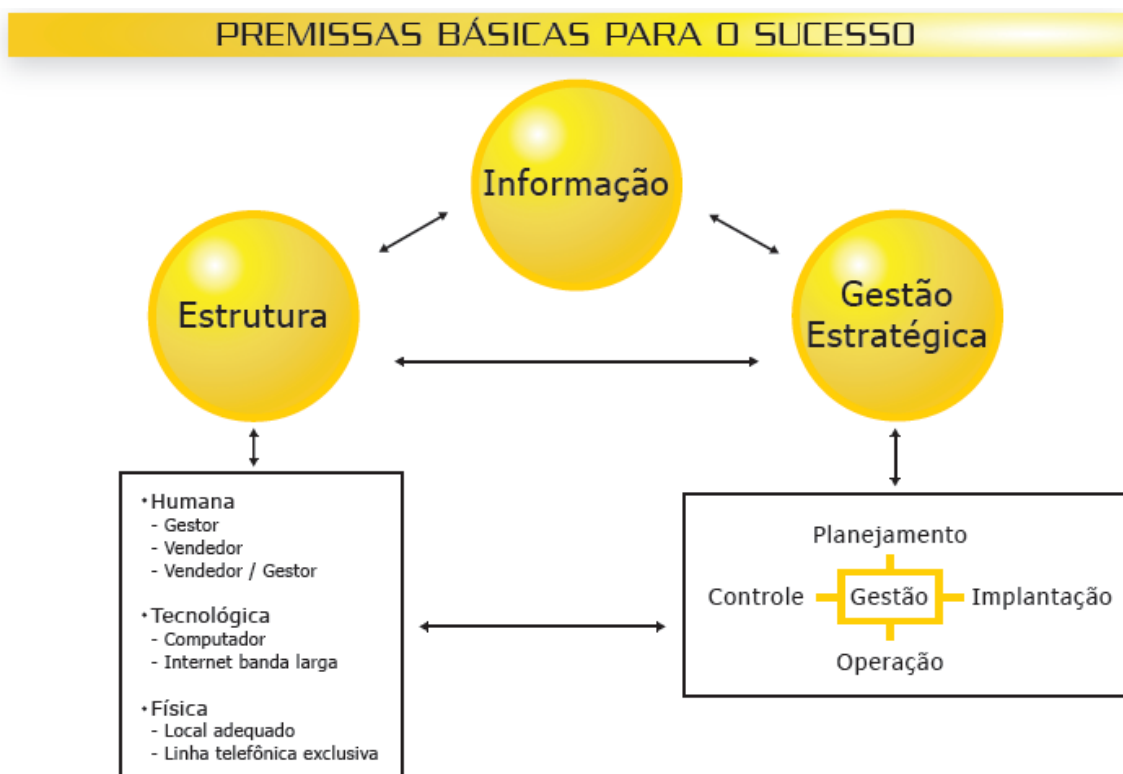 PREMISSAS BÁSICAS PARA O SUCESSO
Informação
Estrutura
Gestão
Estratégica
•Humana
- Gestor
- Vendedor
- Vendedor / Gestor
•Tecnológica
- Computador
- Internet banda larga
•Física
- Local adequado
- Linha telefônica exclusiva
Planejamento
Controle Gestão Implantação
Operação